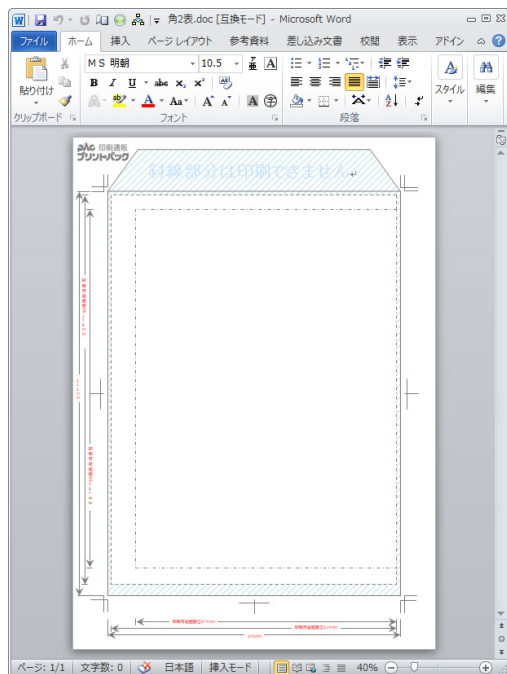 角2表.doc [互換モード] - Microsoft Word
ファイル
ホーム
挿入
ページ レイアウト
参考資料
差し込み文書
校閲
表示
アドイン
貼り付け
クリップボード
MS 明朝
10.5
フォント
段落
スタイル
編集
印刷通販
プリントパック
斜線部分は印刷できません
240mm
ページ: 1/1
文字数: 0
日本語
挿入モード
40%